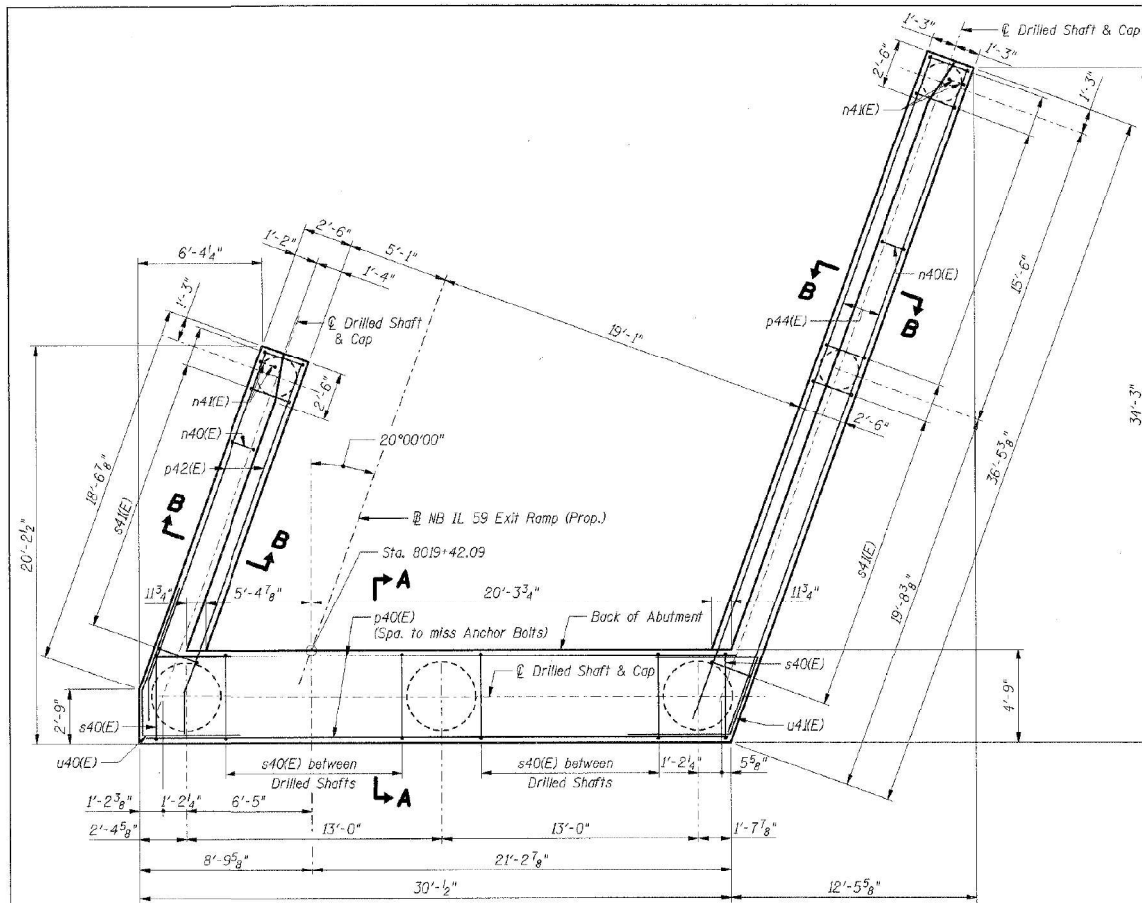 1'-3"
℄ Drilled Shaft & Cap
1'-3"
2'-6"
1'-3"
n41(E)
2'-6"
1'-2"
5'-1"
6'-4¼"
1'-4"
n40(E)
15'-6"
B
B
1'-3"
℄ Drilled Shaft
& Cap
p44(E)
19'-1"
34'-3"
n41(E)
2'-6"
2'-6"
36'-5⅜"
n40(E)
20°00'00"
p42(E)
18'-6⅞"
s41(E)
B
B
℄ NB IL 59 Exit Ramp (Prop.)
20'-2½"
Sta. 8019+42.09
s41(E)
19'-8⅜"
A
11¾"
5'-4⅞"
20'-3¾"
11¾"
p40(E)
(Spa. to miss Anchor Bolts)
Back of Abutment
s40(E)
℄ Drilled Shaft & Cap
4'-9"
2'-9"
s40(E)
u41(E)
u40(E)
s40(E) between
Drilled Shafts
s40(E) between
Drilled Shafts
1'-2¼"
5⅝"
A
1'-2⅜"
1'-2¼"
6'-5"
2'-4⅝"
13'-0"
13'-0"
1'-7⅞"
8'-9⅝"
21'-2⅞"
30'-½"
12'-5⅝"